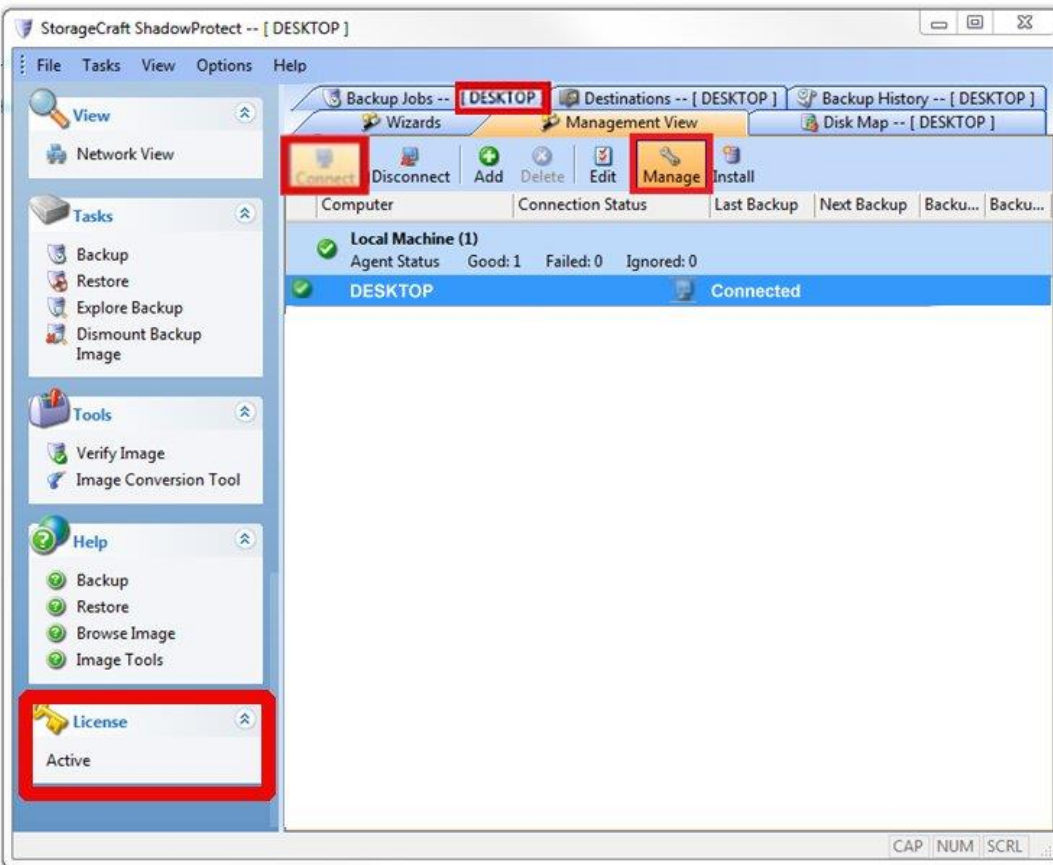 StorageCraft ShadowProtect -- [ DESKTOP ]
File Tasks View Options Help
View
Network View
Tasks
Backup
Restore
Explore Backup
Dismount Backup
Image
Tools
Verify Image
Image Conversion Tool
Help
Backup
Restore
Browse Image
Image Tools
License
Active
Backup Jobs -- [ DESKTOP ] Destinations -- [ DESKTOP ] Backup History -- [ DESKTOP ]
Wizards Management View Disk Map -- [ DESKTOP ]
Connect Disconnect Add Delete Edit Manage Install
Computer Connection Status Last Backup Next Backup Backu... Backu...
Local Machine (1)
Agent Status Good: 1 Failed: 0 Ignored: 0
DESKTOP Connected
CAP NUM SCRL